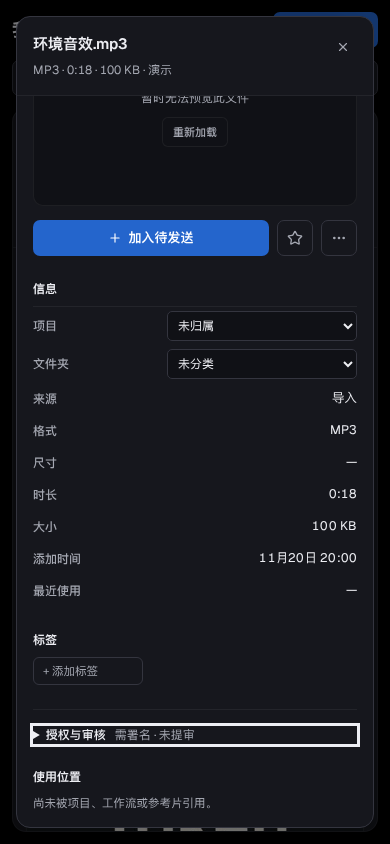 环境音效.mp3
MP3 · 0:18 · 100 KB · 演示
暂时无法预览此文件
重新加载
+ 加入待发送
信息
项目 未归属
文件夹 未分类
来源 导入
格式 MP3
尺寸 —
时长 0:18
大小 100 KB
添加时间 11月20日 20:00
最近使用 —
标签
+ 添加标签
授权与审核 需署名 · 未提审
使用位置
尚未被项目、工作流或参考片引用。